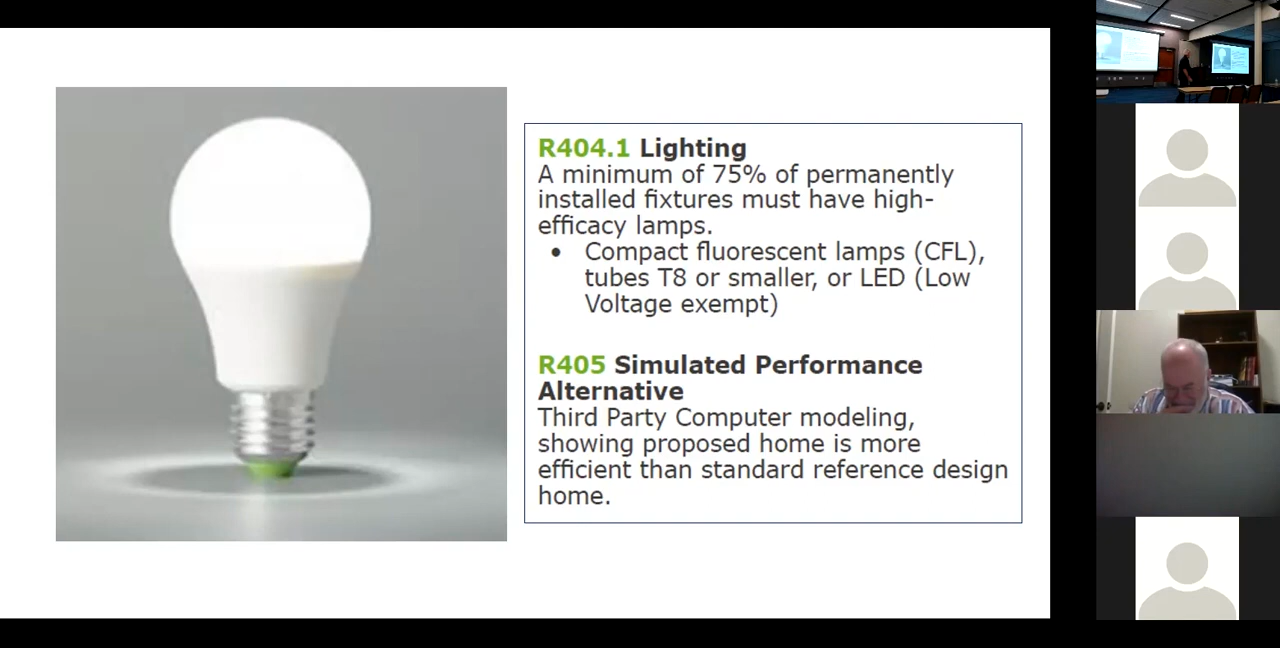 R404.1 Lighting
A minimum of 75% of permanently
installed fixtures must have high-
efficacy lamps.
• Compact fluorescent lamps (CFL),
tubes T8 or smaller, or LED (Low
Voltage exempt)
R405 Simulated Performance
Alternative
Third Party Computer modeling,
showing proposed home is more
efficient than standard reference design
home.